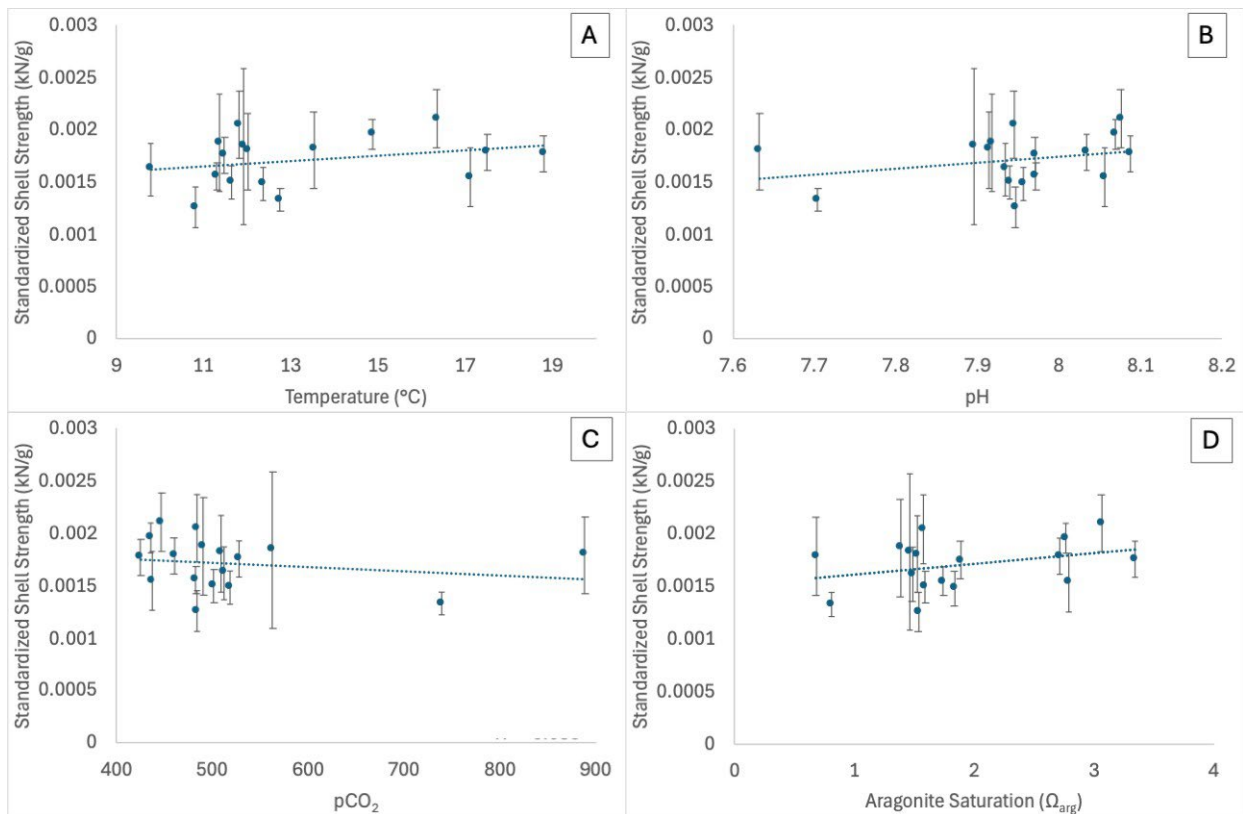 A
Standardized Shell Strength (kN/g)
0.003
0.0025
0.002
0.0015
0.001
0.0005
0
9 11 13 15 17 19
Temperature (°C)
B
Standardized Shell Strength (kN/g)
0.003
0.0025
0.002
0.0015
0.001
0.0005
0
7.6 7.7 7.8 7.9 8 8.1 8.2
pH
C
Standardized Shell Strength (kN/g)
0.003
0.0025
0.002
0.0015
0.001
0.0005
0
400 500 600 700 800 900
pCO₂
D
Standardized Shell Strength (kN/g)
0.003
0.0025
0.002
0.0015
0.001
0.0005
0
0 1 2 3 4
Aragonite Saturation (Ωarg)